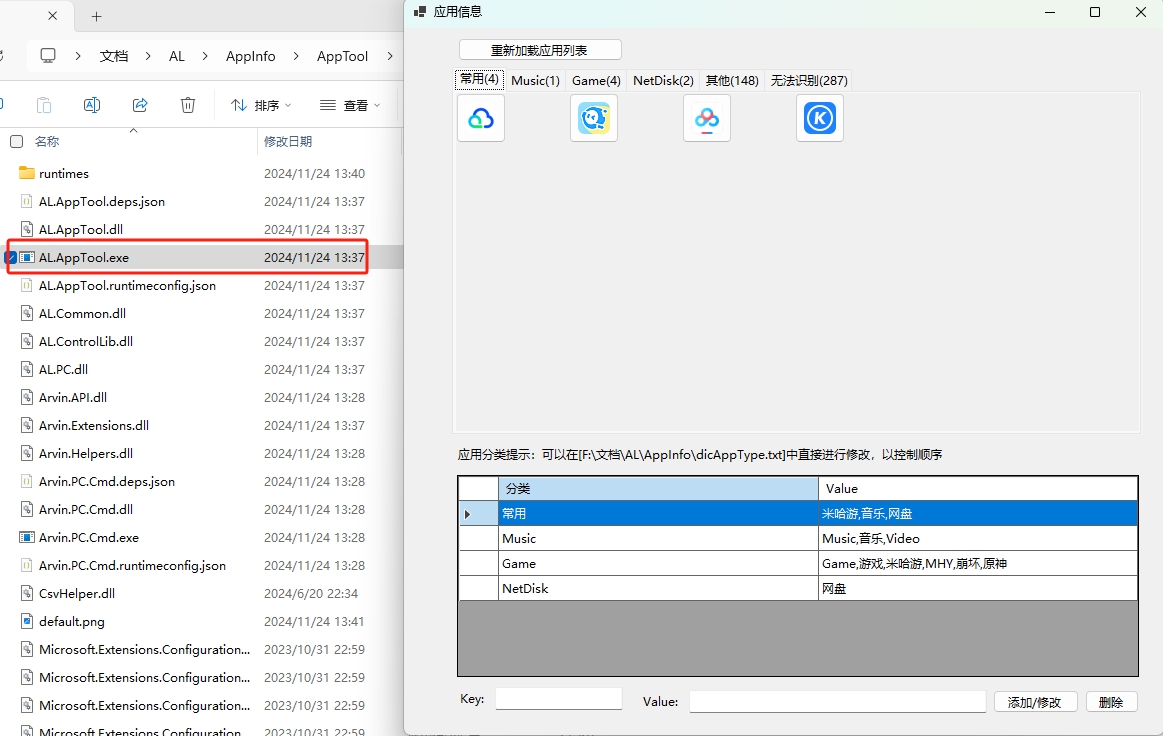 文档 AL AppInfo AppTool
排序 查看
名称 修改日期
runtimes 2024/11/24 13:40
AL.AppTool.deps.json 2024/11/24 13:37
AL.AppTool.dll 2024/11/24 13:37
AL.AppTool.exe 2024/11/24 13:37
AL.AppTool.runtimeconfig.json 2024/11/24 13:37
AL.Common.dll 2024/11/24 13:37
AL.ControlLib.dll 2024/11/24 13:37
AL.PC.dll 2024/11/24 13:37
Arvin.API.dll 2024/11/24 13:28
Arvin.Extensions.dll 2024/11/24 13:37
Arvin.Helpers.dll 2024/11/24 13:28
Arvin.PC.Cmd.deps.json 2024/11/24 13:28
Arvin.PC.Cmd.dll 2024/11/24 13:28
Arvin.PC.Cmd.exe 2024/11/24 13:28
Arvin.PC.Cmd.runtimeconfig.json 2024/11/24 13:28
CsvHelper.dll 2024/6/20 22:34
default.png 2024/11/24 13:41
Microsoft.Extensions.Configuration... 2023/10/31 22:59
Microsoft.Extensions.Configuration... 2023/10/31 22:59
Microsoft.Extensions.Configuration... 2023/10/31 22:59
Microsoft.Extensions.Configuration... 2023/10/31 22:59
应用信息
重新加载应用列表
常用(4) Music(1) Game(4) NetDisk(2) 其他(148) 无法识别(287)
K
应用分类提示：可以在[F:\文档\AL\AppInfo\dicAppType.txt]中直接进行修改，以控制顺序
分类 Value
常用 米哈游,音乐,网盘
Music Music,音乐,Video
Game Game,游戏,米哈游,MHY,崩坏,原神
NetDisk 网盘
Key: Value: 添加/修改 删除